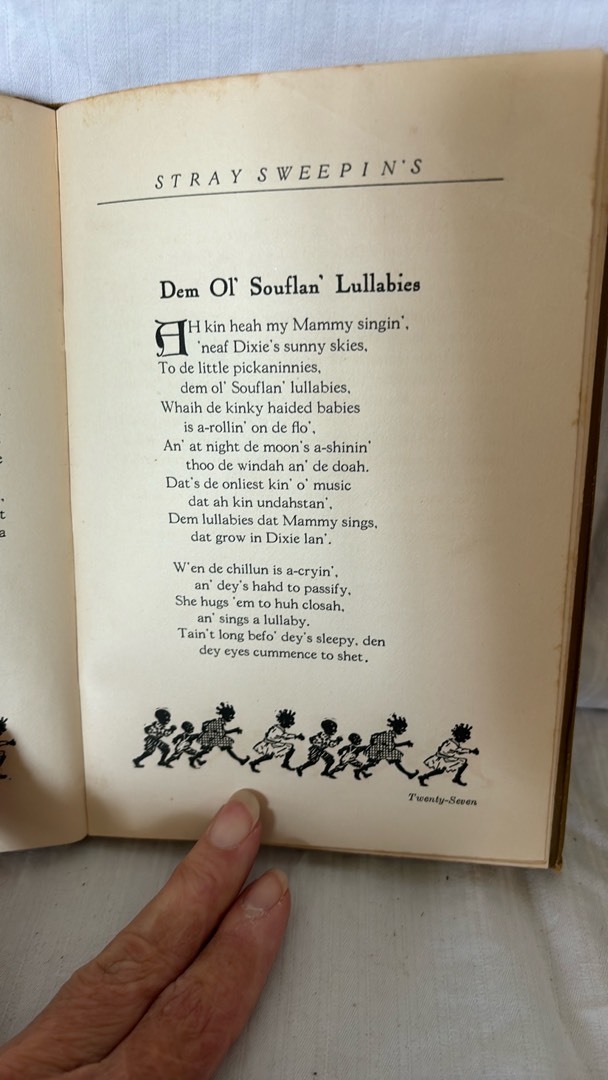 STRAY SWEEPIN'S
Dem Ol' Souflan' Lullabies
AH kin heah my Mammy singin',
'neaf Dixie's sunny skies,
To de little pickaninnies,
dem ol' Souflan' lullabies,
Whaih de kinky haided babies
is a-rollin' on de flo',
An' at night de moon's a-shinin'
thoo de windah an' de doah.
Dat's de onliest kin' o' music
dat ah kin undahstan',
Dem lullabies dat Mammy sings,
dat grow in Dixie lan'.
W'en de chillun is a-cryin',
an' dey's hahd to passify,
She hugs 'em to huh closah,
an' sings a lullaby.
Tain't long befo' dey's sleepy, den
dey eyes cummence to shet.
Twenty-Seven